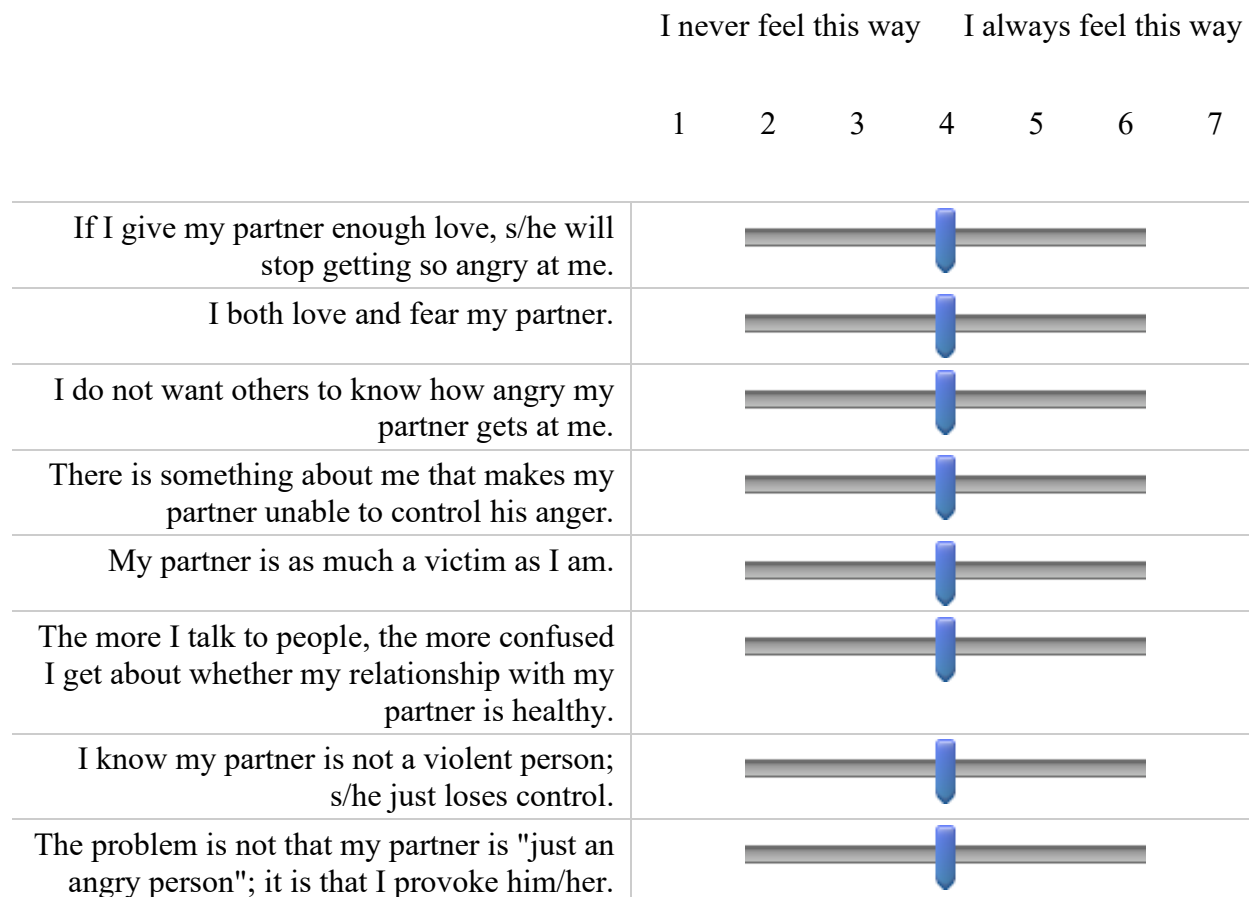 I never feel this way I always feel this way
1 2 3 4 5 6 7
If I give my partner enough love, s/he will
stop getting so angry at me.
I both love and fear my partner.
I do not want others to know how angry my
partner gets at me.
There is something about me that makes my
partner unable to control his anger.
My partner is as much a victim as I am.
The more I talk to people, the more confused
I get about whether my relationship with my
partner is healthy.
I know my partner is not a violent person;
s/he just loses control.
The problem is not that my partner is "just an
angry person"; it is that I provoke him/her.